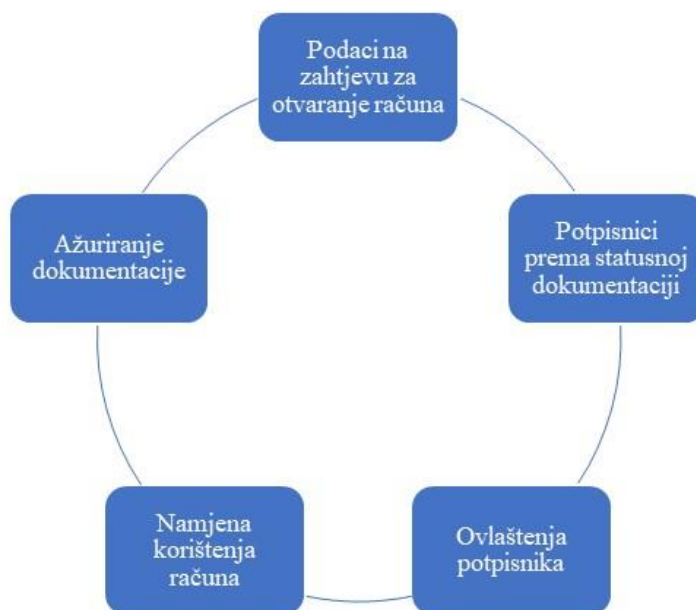 Podaci na
zahtjevu za
otvaranje računa
Potpisnici
prema statusnoj
dokumentaciji
Ovlaštenja
potpisnika
Namjena
korištenja
računa
Ažuriranje
dokumentacije